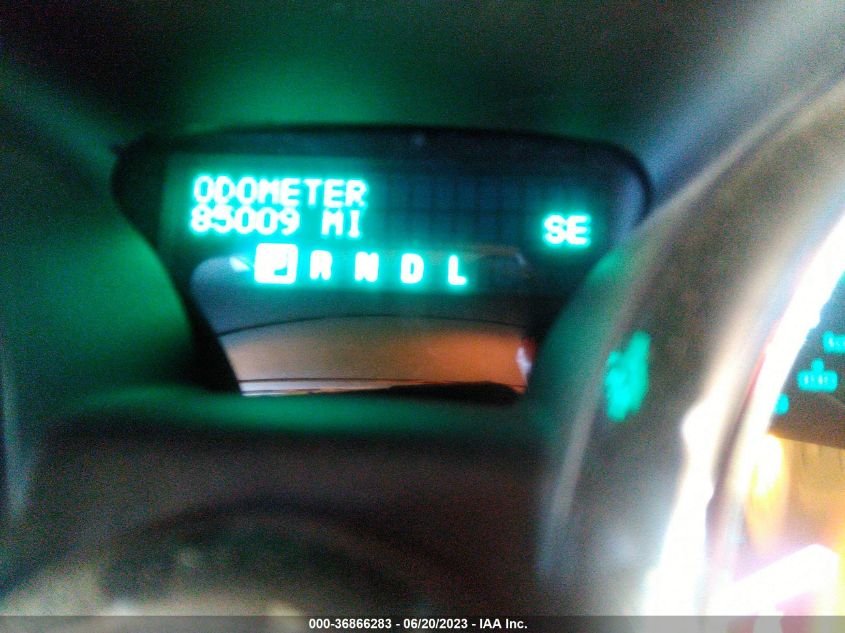 ODOMETER
85009 MI SE
P R N D L
000-36866283 - 06/20/2023 - IAA Inc.